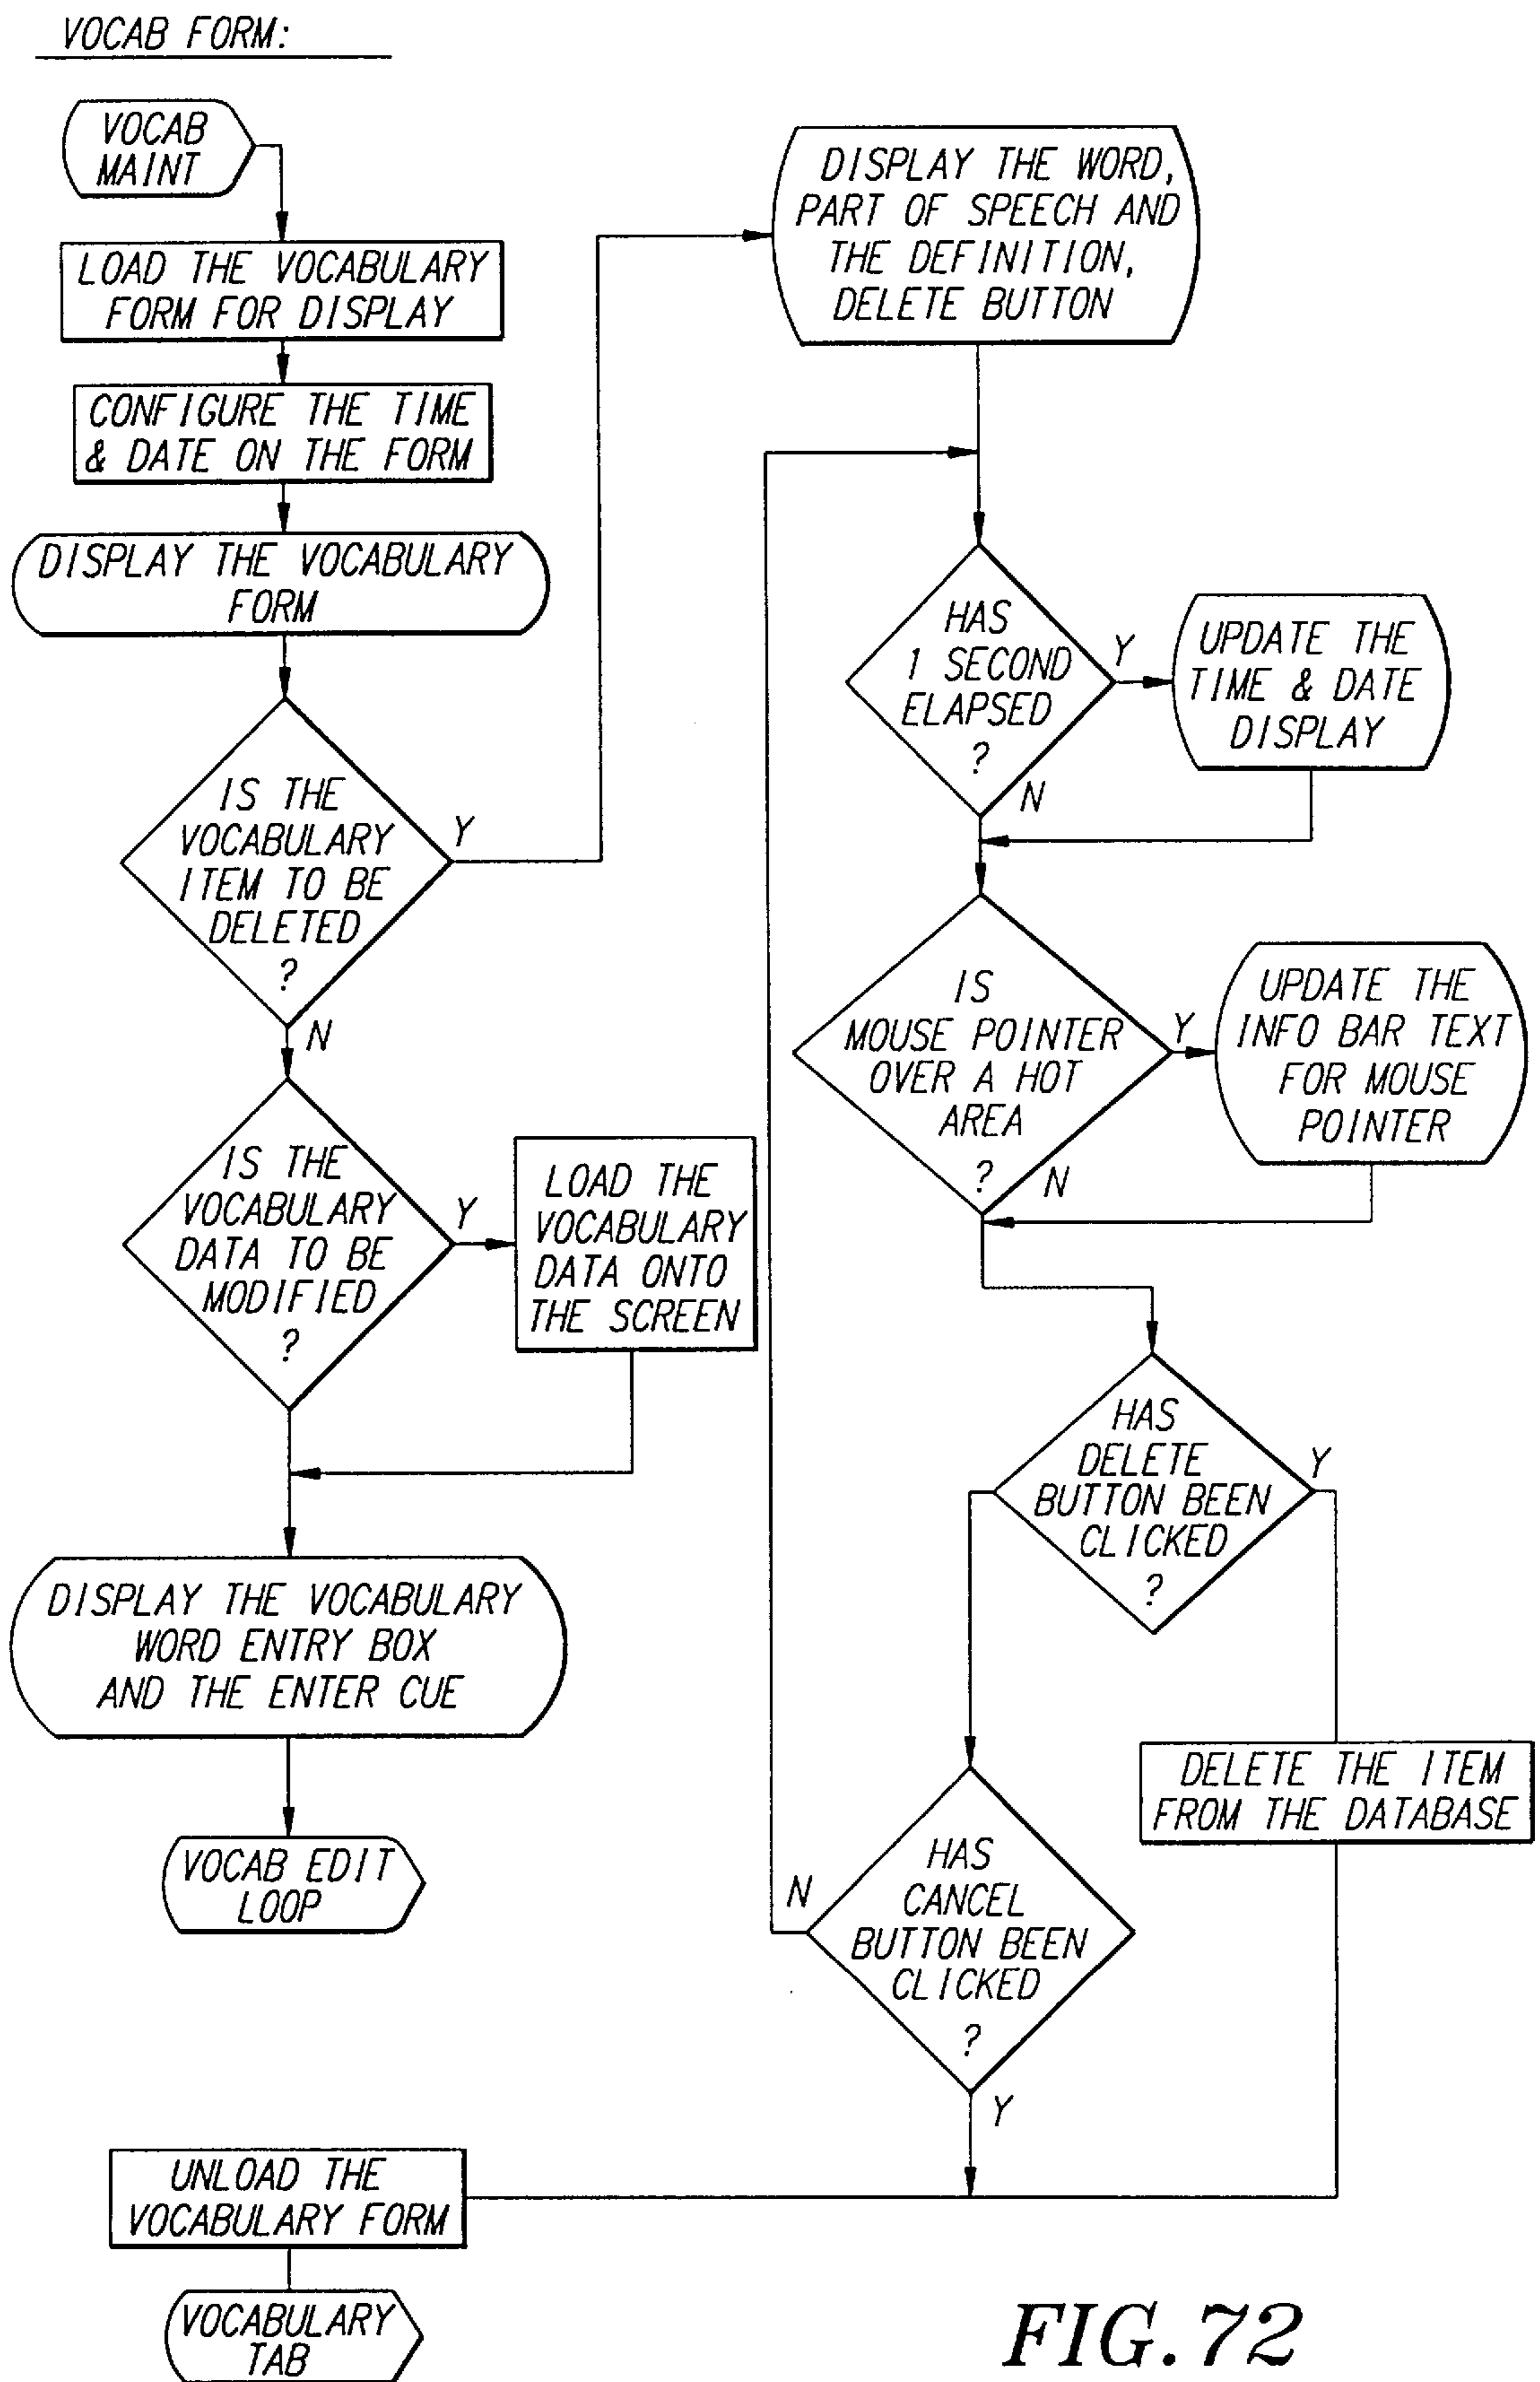 VOCAB FORM:
VOCAB
MAINT
LOAD THE VOCABULARY
FORM FOR DISPLAY
CONFIGURE THE TIME
& DATE ON THE FORM
DISPLAY THE VOCABULARY
FORM
IS THE
VOCABULARY
ITEM TO BE
DELETED
?
Y
N
IS THE
VOCABULARY
DATA TO BE
MODIFIED
?
Y
LOAD THE
VOCABULARY
DATA ONTO
THE SCREEN
DISPLAY THE VOCABULARY
WORD ENTRY BOX
AND THE ENTER CUE
VOCAB EDIT
LOOP
DISPLAY THE WORD,
PART OF SPEECH AND
THE DEFINITION,
DELETE BUTTON
HAS
1 SECOND
ELAPSED
?
Y
N
UPDATE THE
TIME & DATE
DISPLAY
IS
MOUSE POINTER
OVER A HOT
AREA
?
Y
N
UPDATE THE
INFO BAR TEXT
FOR MOUSE
POINTER
HAS
DELETE
BUTTON BEEN
CLICKED
?
Y
DELETE THE ITEM
FROM THE DATABASE
HAS
CANCEL
BUTTON BEEN
CLICKED
?
N
Y
UNLOAD THE
VOCABULARY FORM
VOCABULARY
TAB
FIG. 72